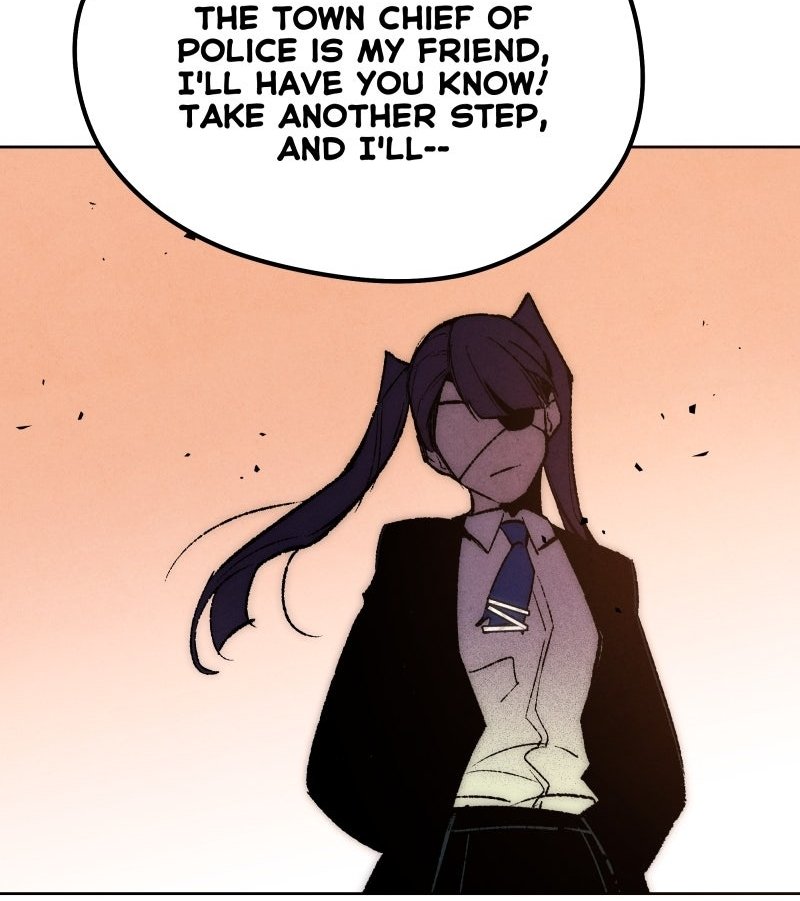 THE TOWN CHIEF OF
POLICE IS MY FRIEND,
I'LL HAVE YOU KNOW!
TAKE ANOTHER STEP,
AND I'LL--